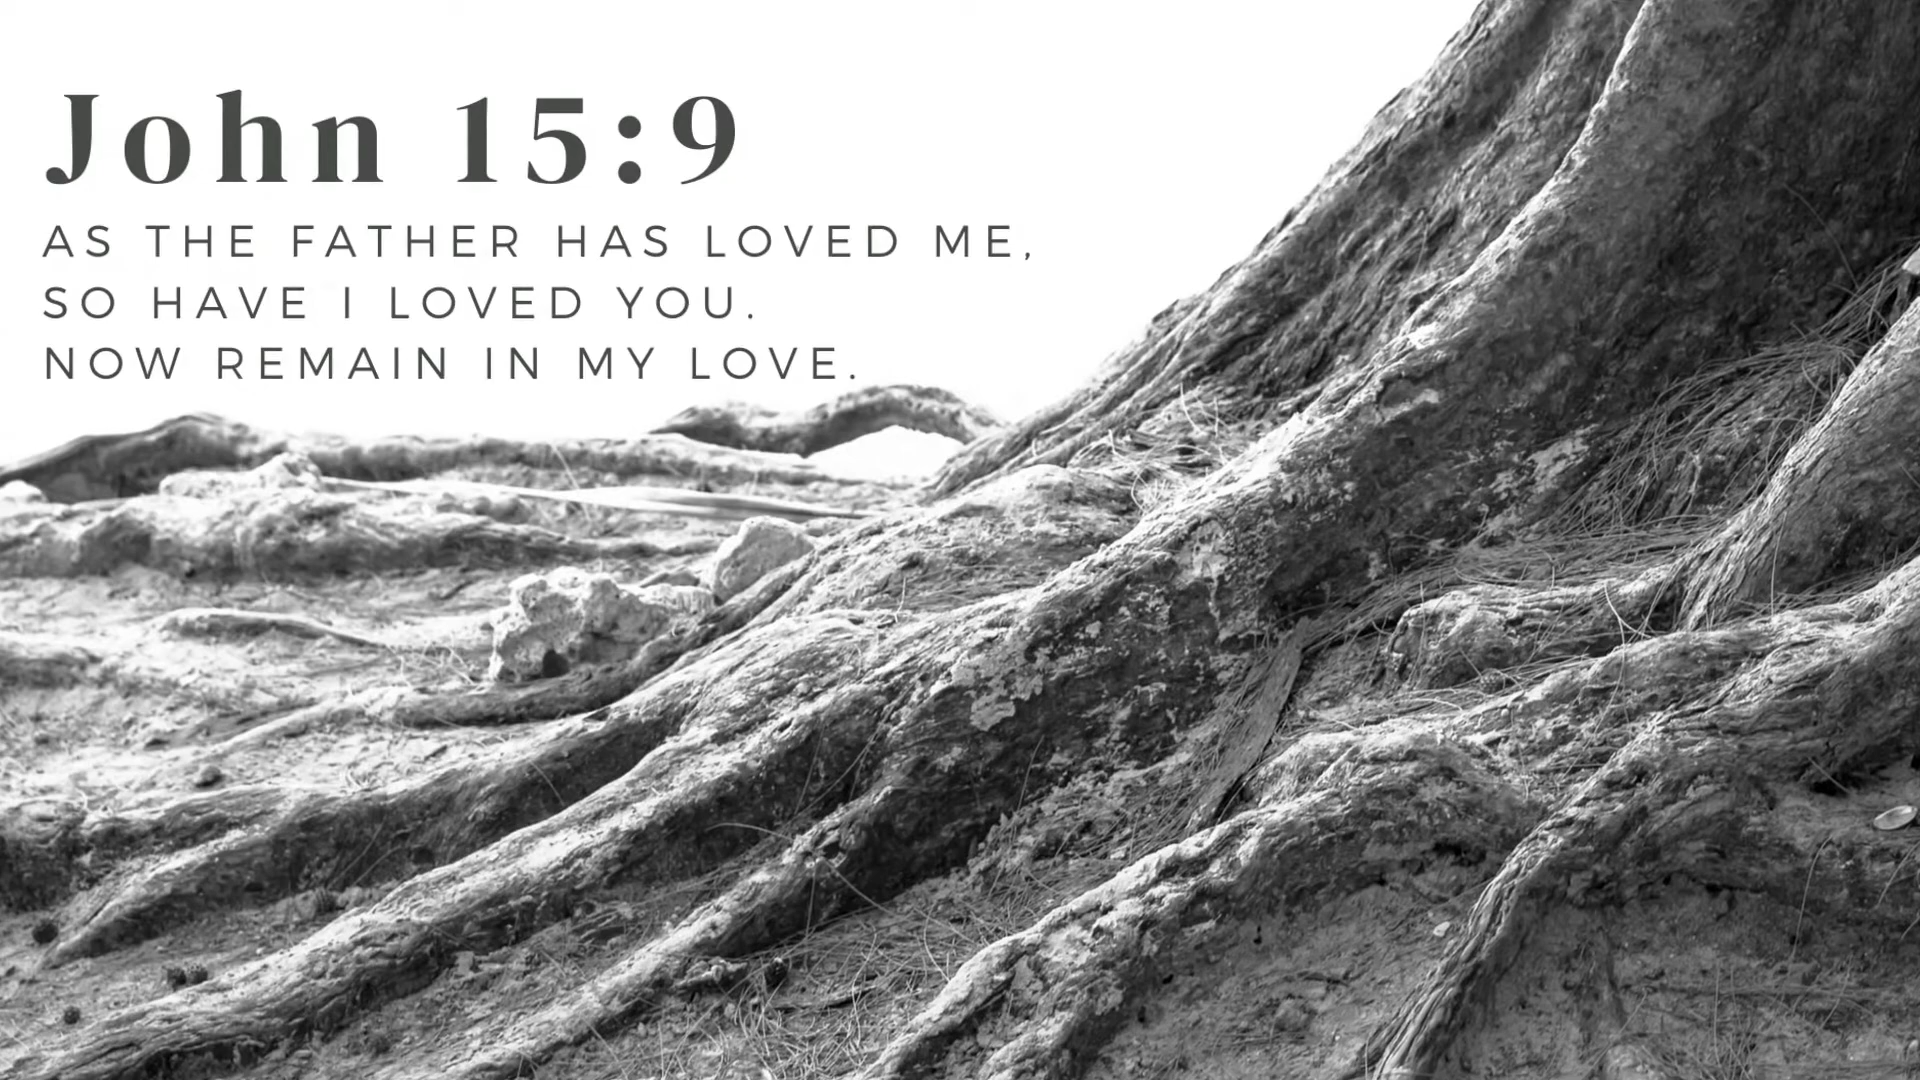 John 15:9
AS THE FATHER HAS LOVED ME,
SO HAVE I LOVED YOU.
NOW REMAIN IN MY LOVE.